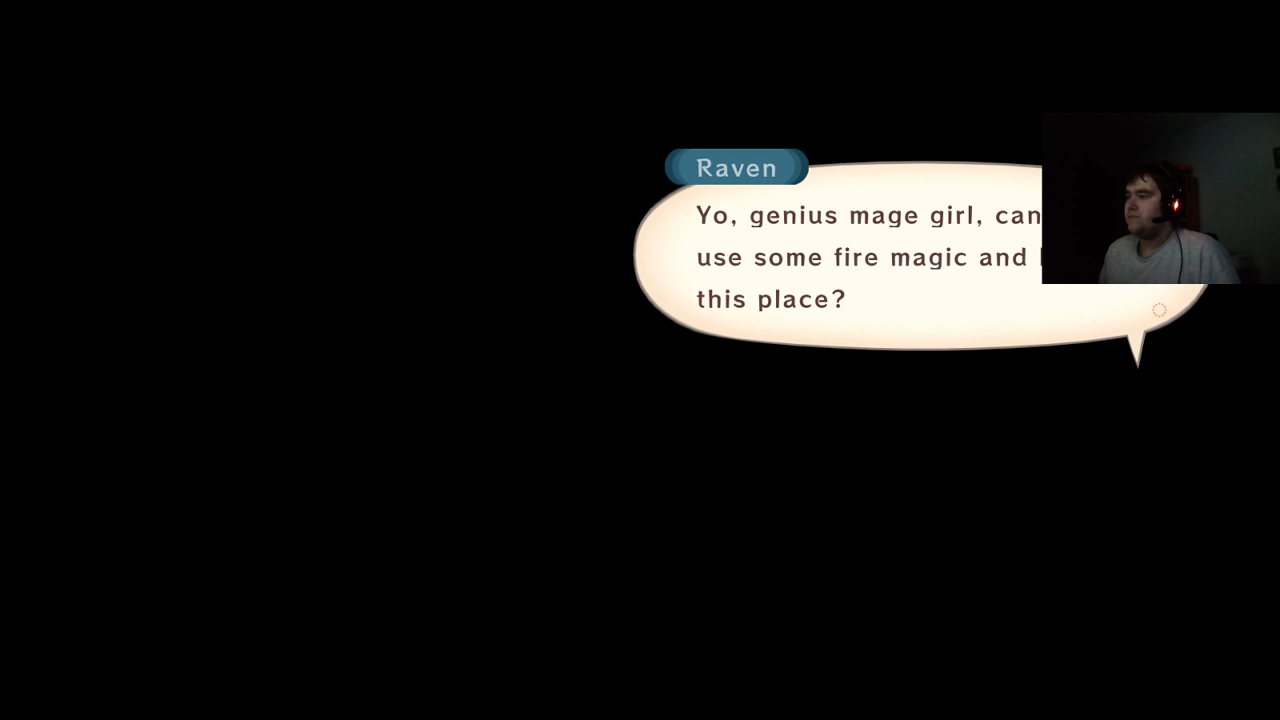 Raven
Yo, genius mage girl, can
use some fire magic and
this place?